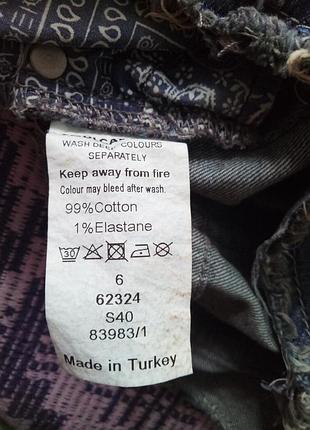 WASH DEEP COLOURS
SEPARATELY
Keep away from fire
Colour may bleed after wash.
99%Cotton
1%Elastane
30
6
62324
S40
83983/1
Made in Turkey